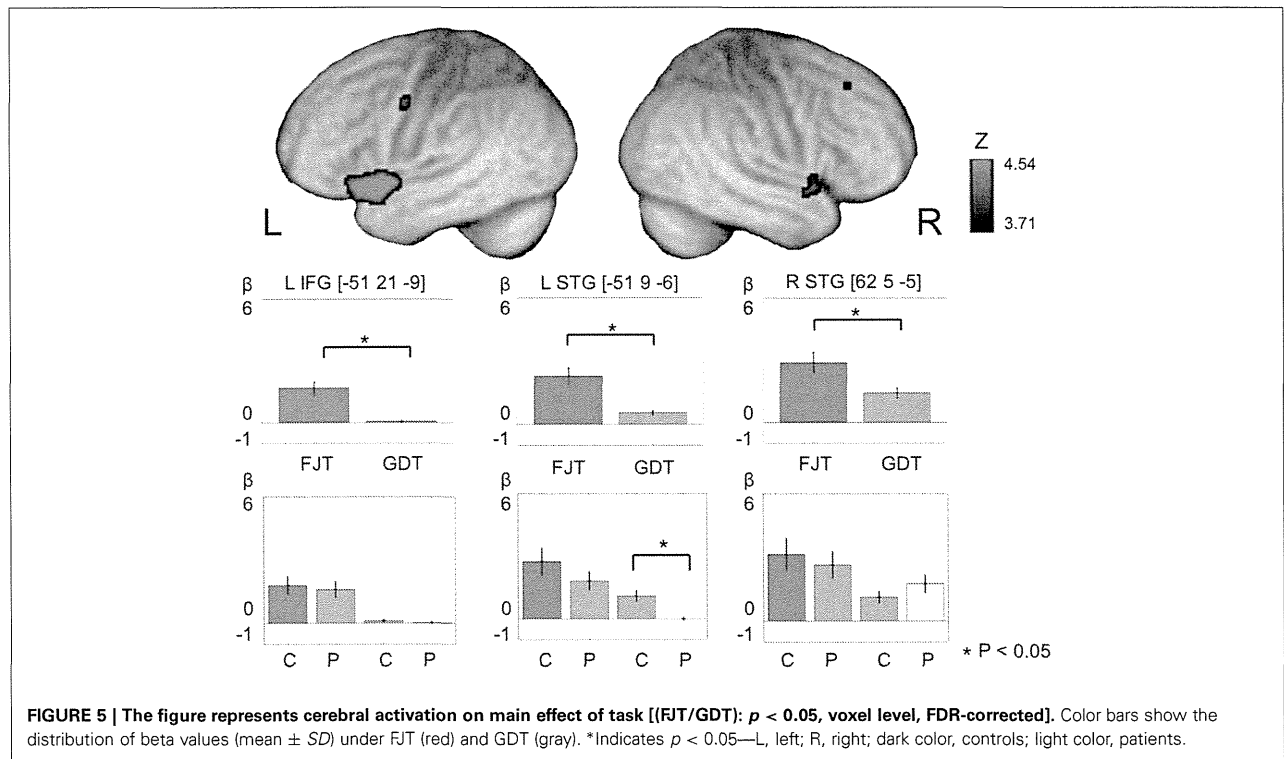 L
R
Z
4.54
3.71
L IFG [-51 21 -9]
L STG [-51 9 -6]
R STG [62 5 -5]
β
6
0
-1
*
FJT GDT
β
6
0
-1
*
FJT GDT
β
6
0
-1
*
FJT GDT
β
6
0
-1
C P C P
β
6
0
-1
*
C P C P
β
6
0
-1
C P C P
* P < 0.05
FIGURE 5 | The figure represents cerebral activation on main effect of task [(FJT/GDT): p < 0.05, voxel level, FDR-corrected]. Color bars show the
distribution of beta values (mean ± SD) under FJT (red) and GDT (gray). *Indicates p < 0.05—L, left; R, right; dark color, controls; light color, patients.